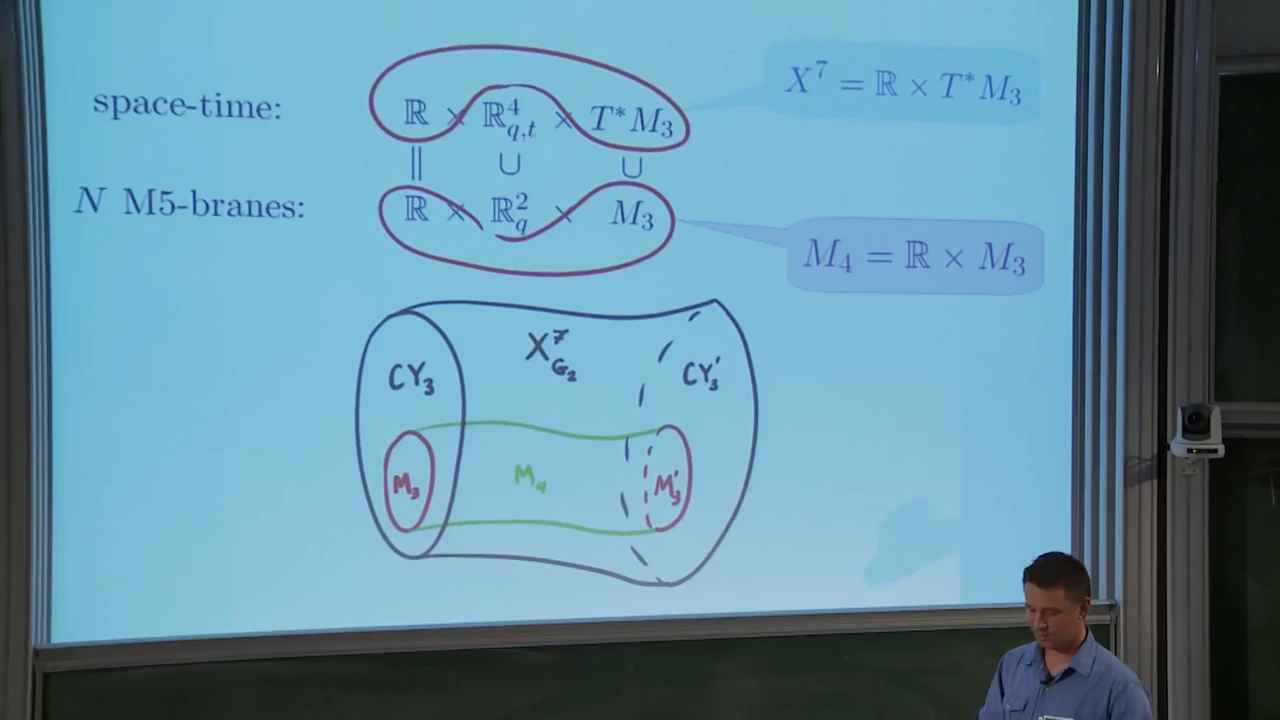 space-time: ℝ × ℝ⁴_{q,t} × T*M₃
X⁷ = ℝ × T*M₃
∥ ∪ ∪
N M5-branes: ℝ × ℝ²_q × M₃
M₄ = ℝ × M₃
X⁷_{G₂}
CY₃ CY₃′
M₃ M₄ M₃′